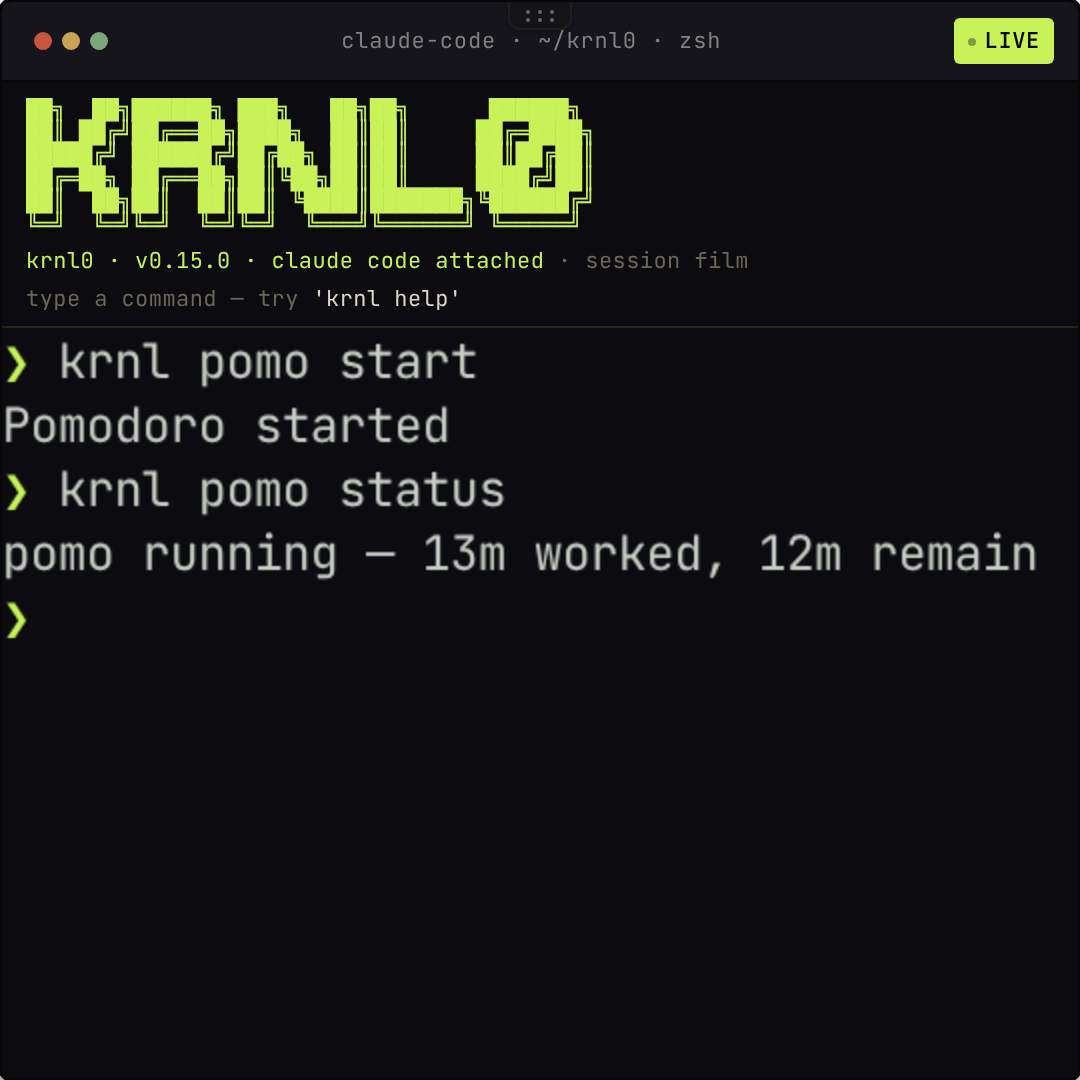 claude-code · ~/krnl0 · zsh
LIVE
KRNL0
krnl0 · v0.15.0 · claude code attached · session film
type a command — try 'krnl help'
❯ krnl pomo start
Pomodoro started
❯ krnl pomo status
pomo running — 13m worked, 12m remain
❯